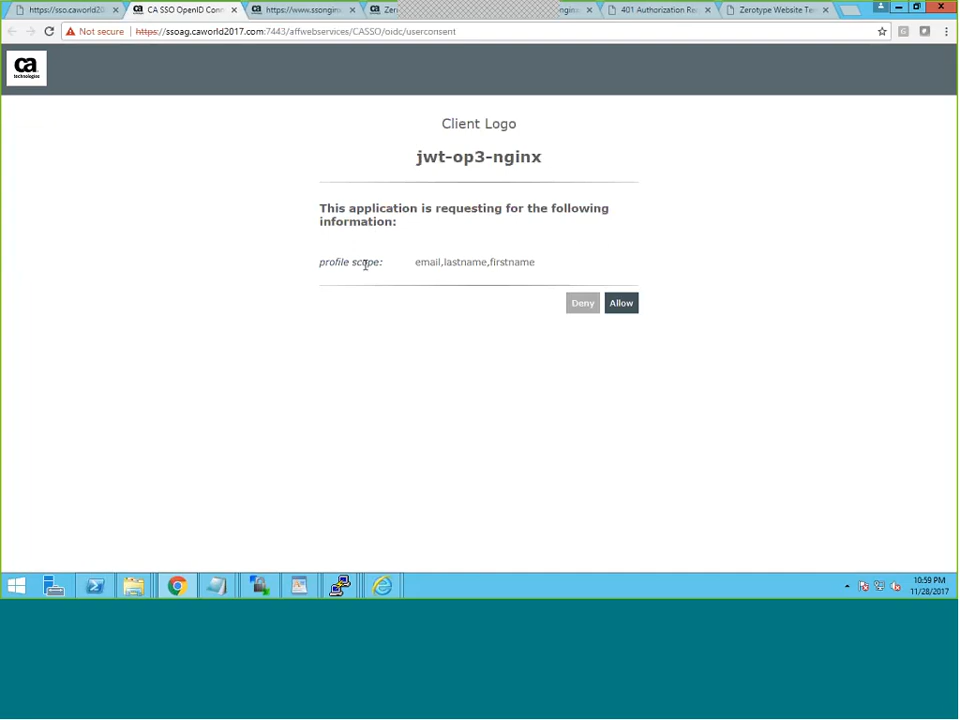 https://sso.caworld20
CA SSO OpenID Conn
https://www.ssonginx
Zer
nginx
401 Authorization Re
Zerotype Website Te
Not secure
https://ssoag.caworld2017.com:7443/affwebservices/CASSO/oidc/userconsent
ca
technologies
Client Logo
jwt-op3-nginx
This application is requesting for the following
information:
profile scope: email,lastname,firstname
Deny Allow
10:59 PM
11/28/2017